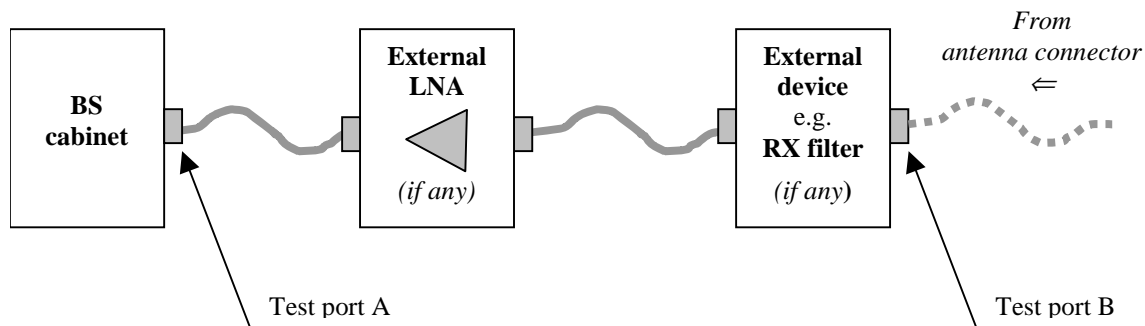 BS
cabinet
External
LNA
(if any)
External
device
e.g.
RX filter
(if any)
From
antenna connector
⇐
Test port A
Test port B